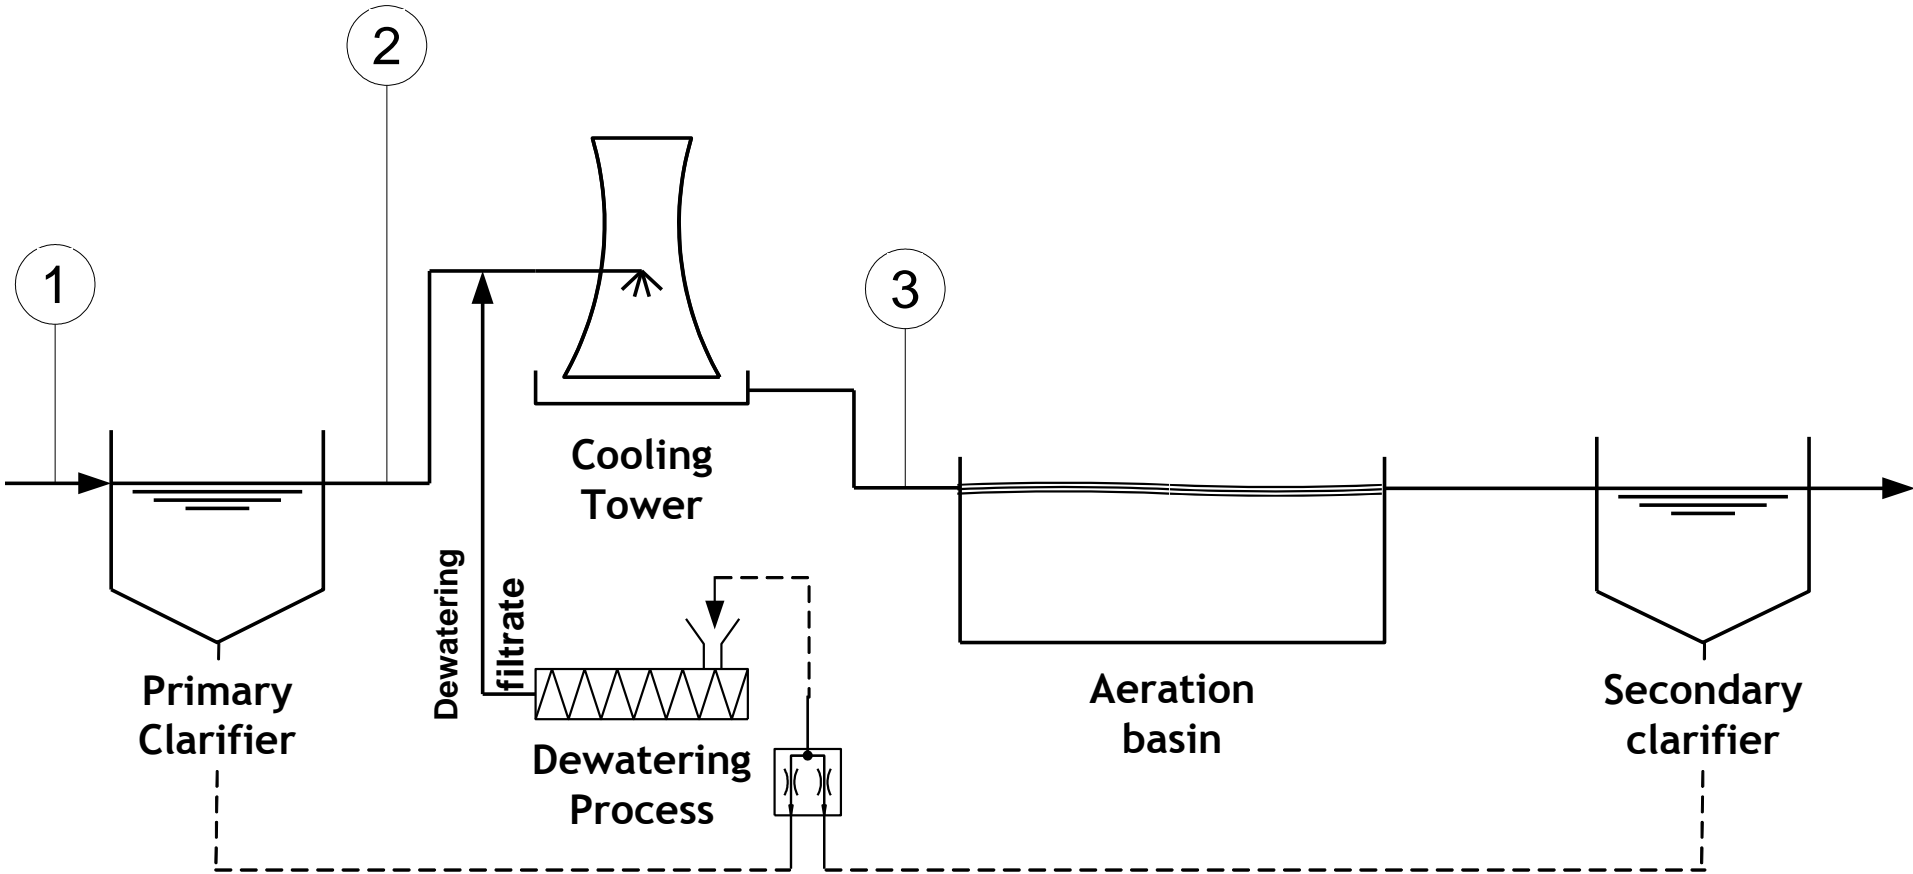 2
1
3
Cooling
Tower
Dewatering
filtrate
Primary
Clarifier
Aeration
basin
Secondary
clarifier
Dewatering
Process